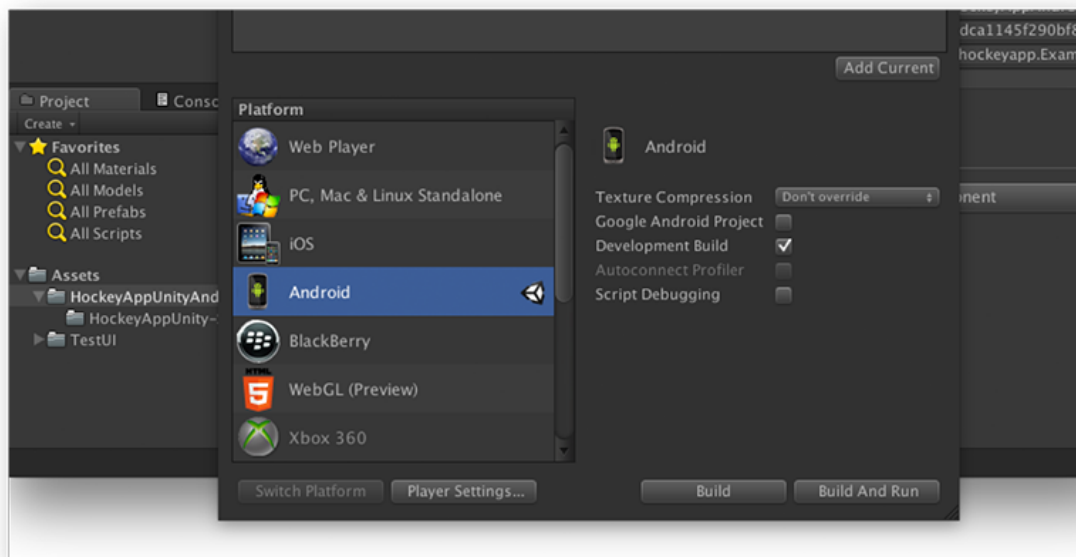 dca1145f290bf8
hockeyapp.Exam
Add Current
Project
Conso
Create
Favorites
All Materials
All Models
All Prefabs
All Scripts
Assets
HockeyAppUnityAnd
HockeyAppUnity-
TestUI
Platform
Web Player
PC, Mac & Linux Standalone
iOS
Android
BlackBerry
HTML
5
WebGL (Preview)
Xbox 360
Android
Texture Compression Don't override
Google Android Project
Development Build
Autoconnect Profiler
Script Debugging
onent
Switch Platform
Player Settings...
Build
Build And Run